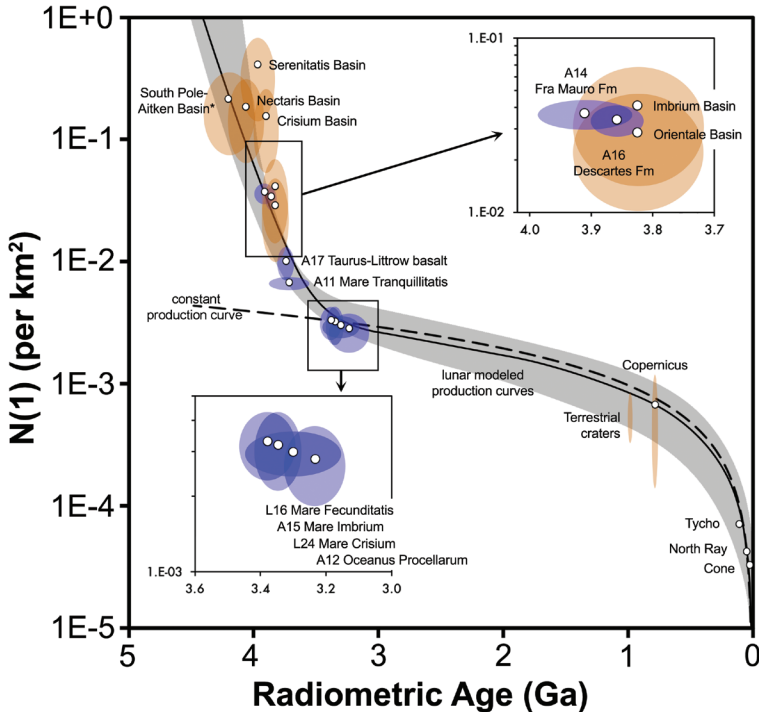 1E+0
1E-1
1E-2
1E-3
1E-4
1E-5
N(1) (per km²)
5
4
3
2
1
0
Radiometric Age (Ga)
Serenitatis Basin
South Pole-
Aitken Basin*
Nectaris Basin
Crisium Basin
A17 Taurus-Littrow basalt
A11 Mare Tranquillitatis
constant
production curve
lunar modeled
production curves
Copernicus
Terrestrial
craters
Tycho
North Ray
Cone
1.E-01
A14
Fra Mauro Fm
Imbrium Basin
Orientale Basin
A16
Descartes Fm
1.E-02
4.0
3.9
3.8
3.7
L16 Mare Fecunditatis
A15 Mare Imbrium
L24 Mare Crisium
A12 Oceanus Procellarum
1.E-03
3.6
3.4
3.2
3.0